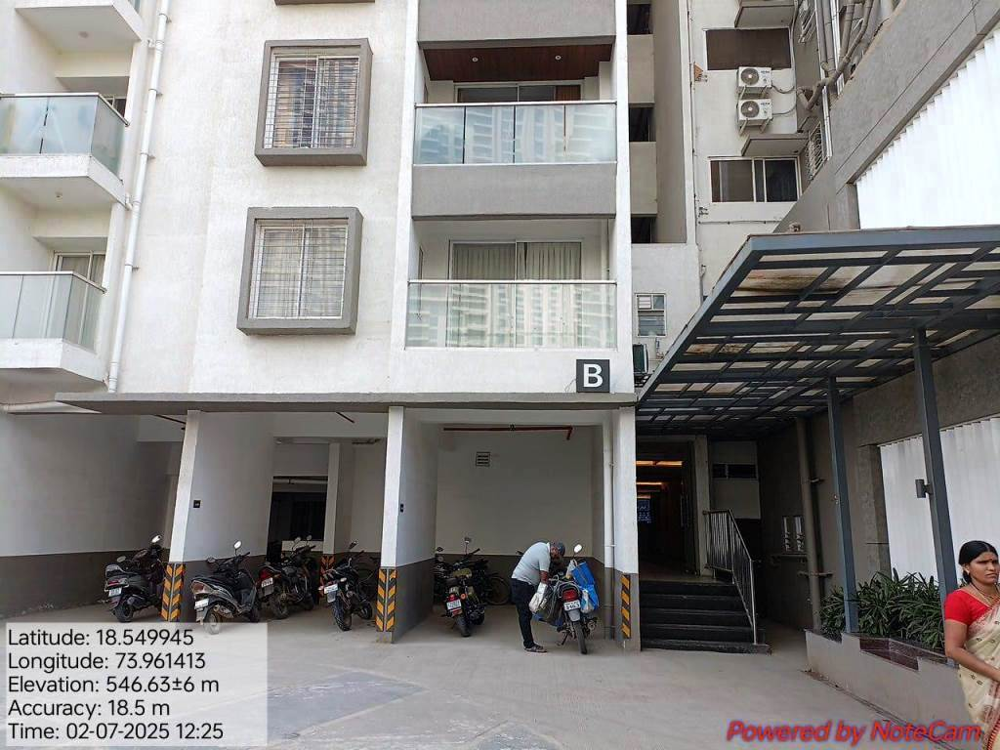 B
Latitude: 18.549945
Longitude: 73.961413
Elevation: 546.63±6 m
Accuracy: 18.5 m
Time: 02-07-2025 12:25
Powered by NoteCam